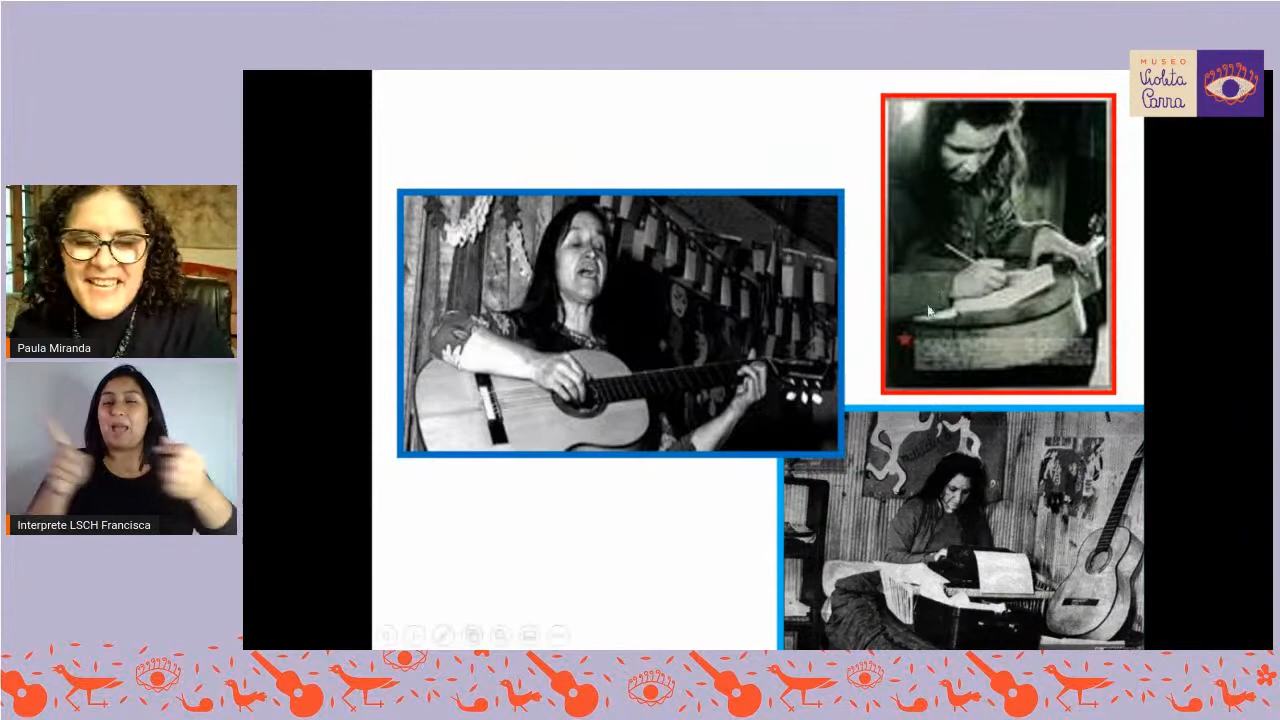 MUSEO
Violeta
Parra
Paula Miranda
Interprete LSCH Francisca